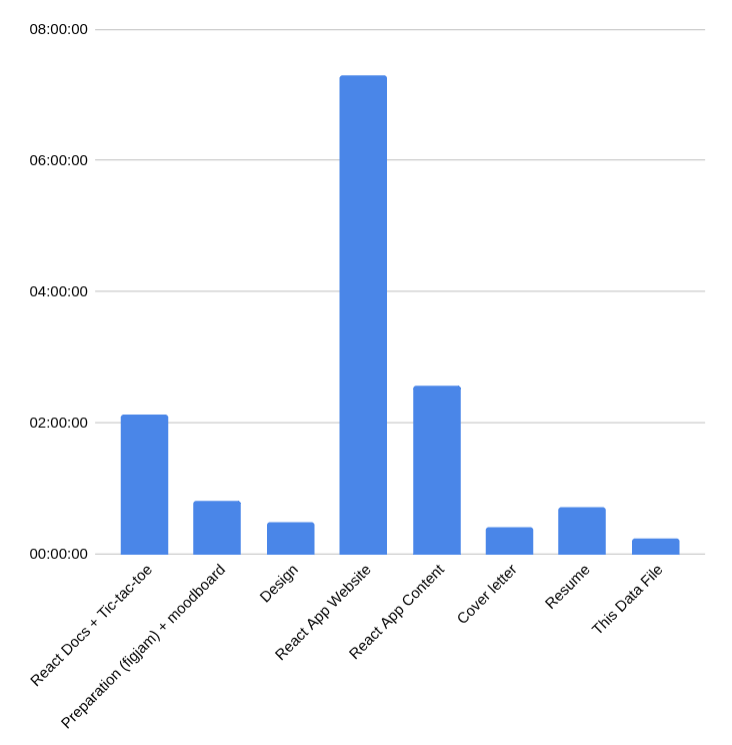 08:00:00
06:00:00
04:00:00
02:00:00
00:00:00
React Docs + Tic-tac-toe
Preparation (figjam) + moodboard
Design
React App Website
React App Content
Cover letter
Resume
This Data File